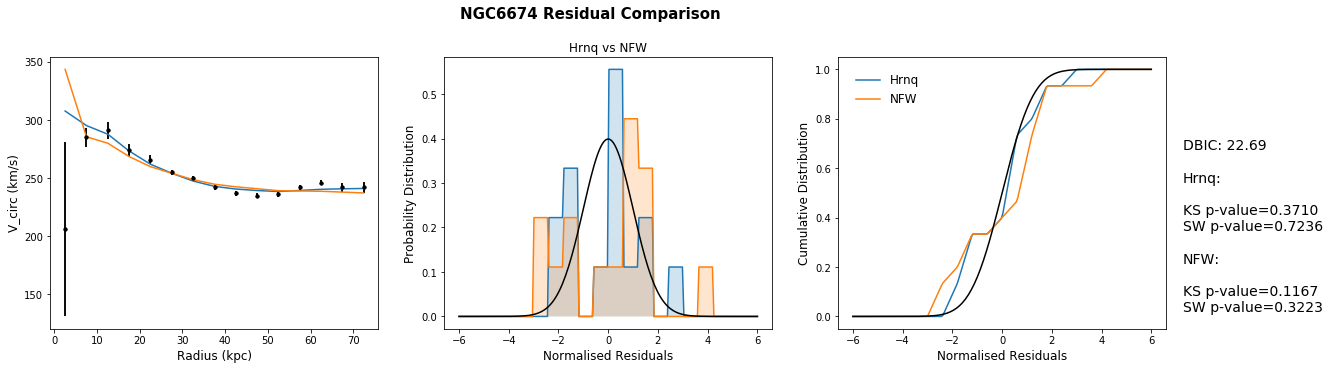 NGC6674 Residual Comparison
V_circ (km/s)
350
300
250
200
150
0 10 20 30 40 50 60 70
Radius (kpc)
Hrnq vs NFW
Probability Distribution
0.5
0.4
0.3
0.2
0.1
0.0
−6 −4 −2 0 2 4 6
Normalised Residuals
Cumulative Distribution
1.0
0.8
0.6
0.4
0.2
0.0
Hrnq
NFW
−6 −4 −2 0 2 4 6
Normalised Residuals
DBIC: 22.69
Hrnq:
KS p-value=0.3710
SW p-value=0.7236
NFW:
KS p-value=0.1167
SW p-value=0.3223